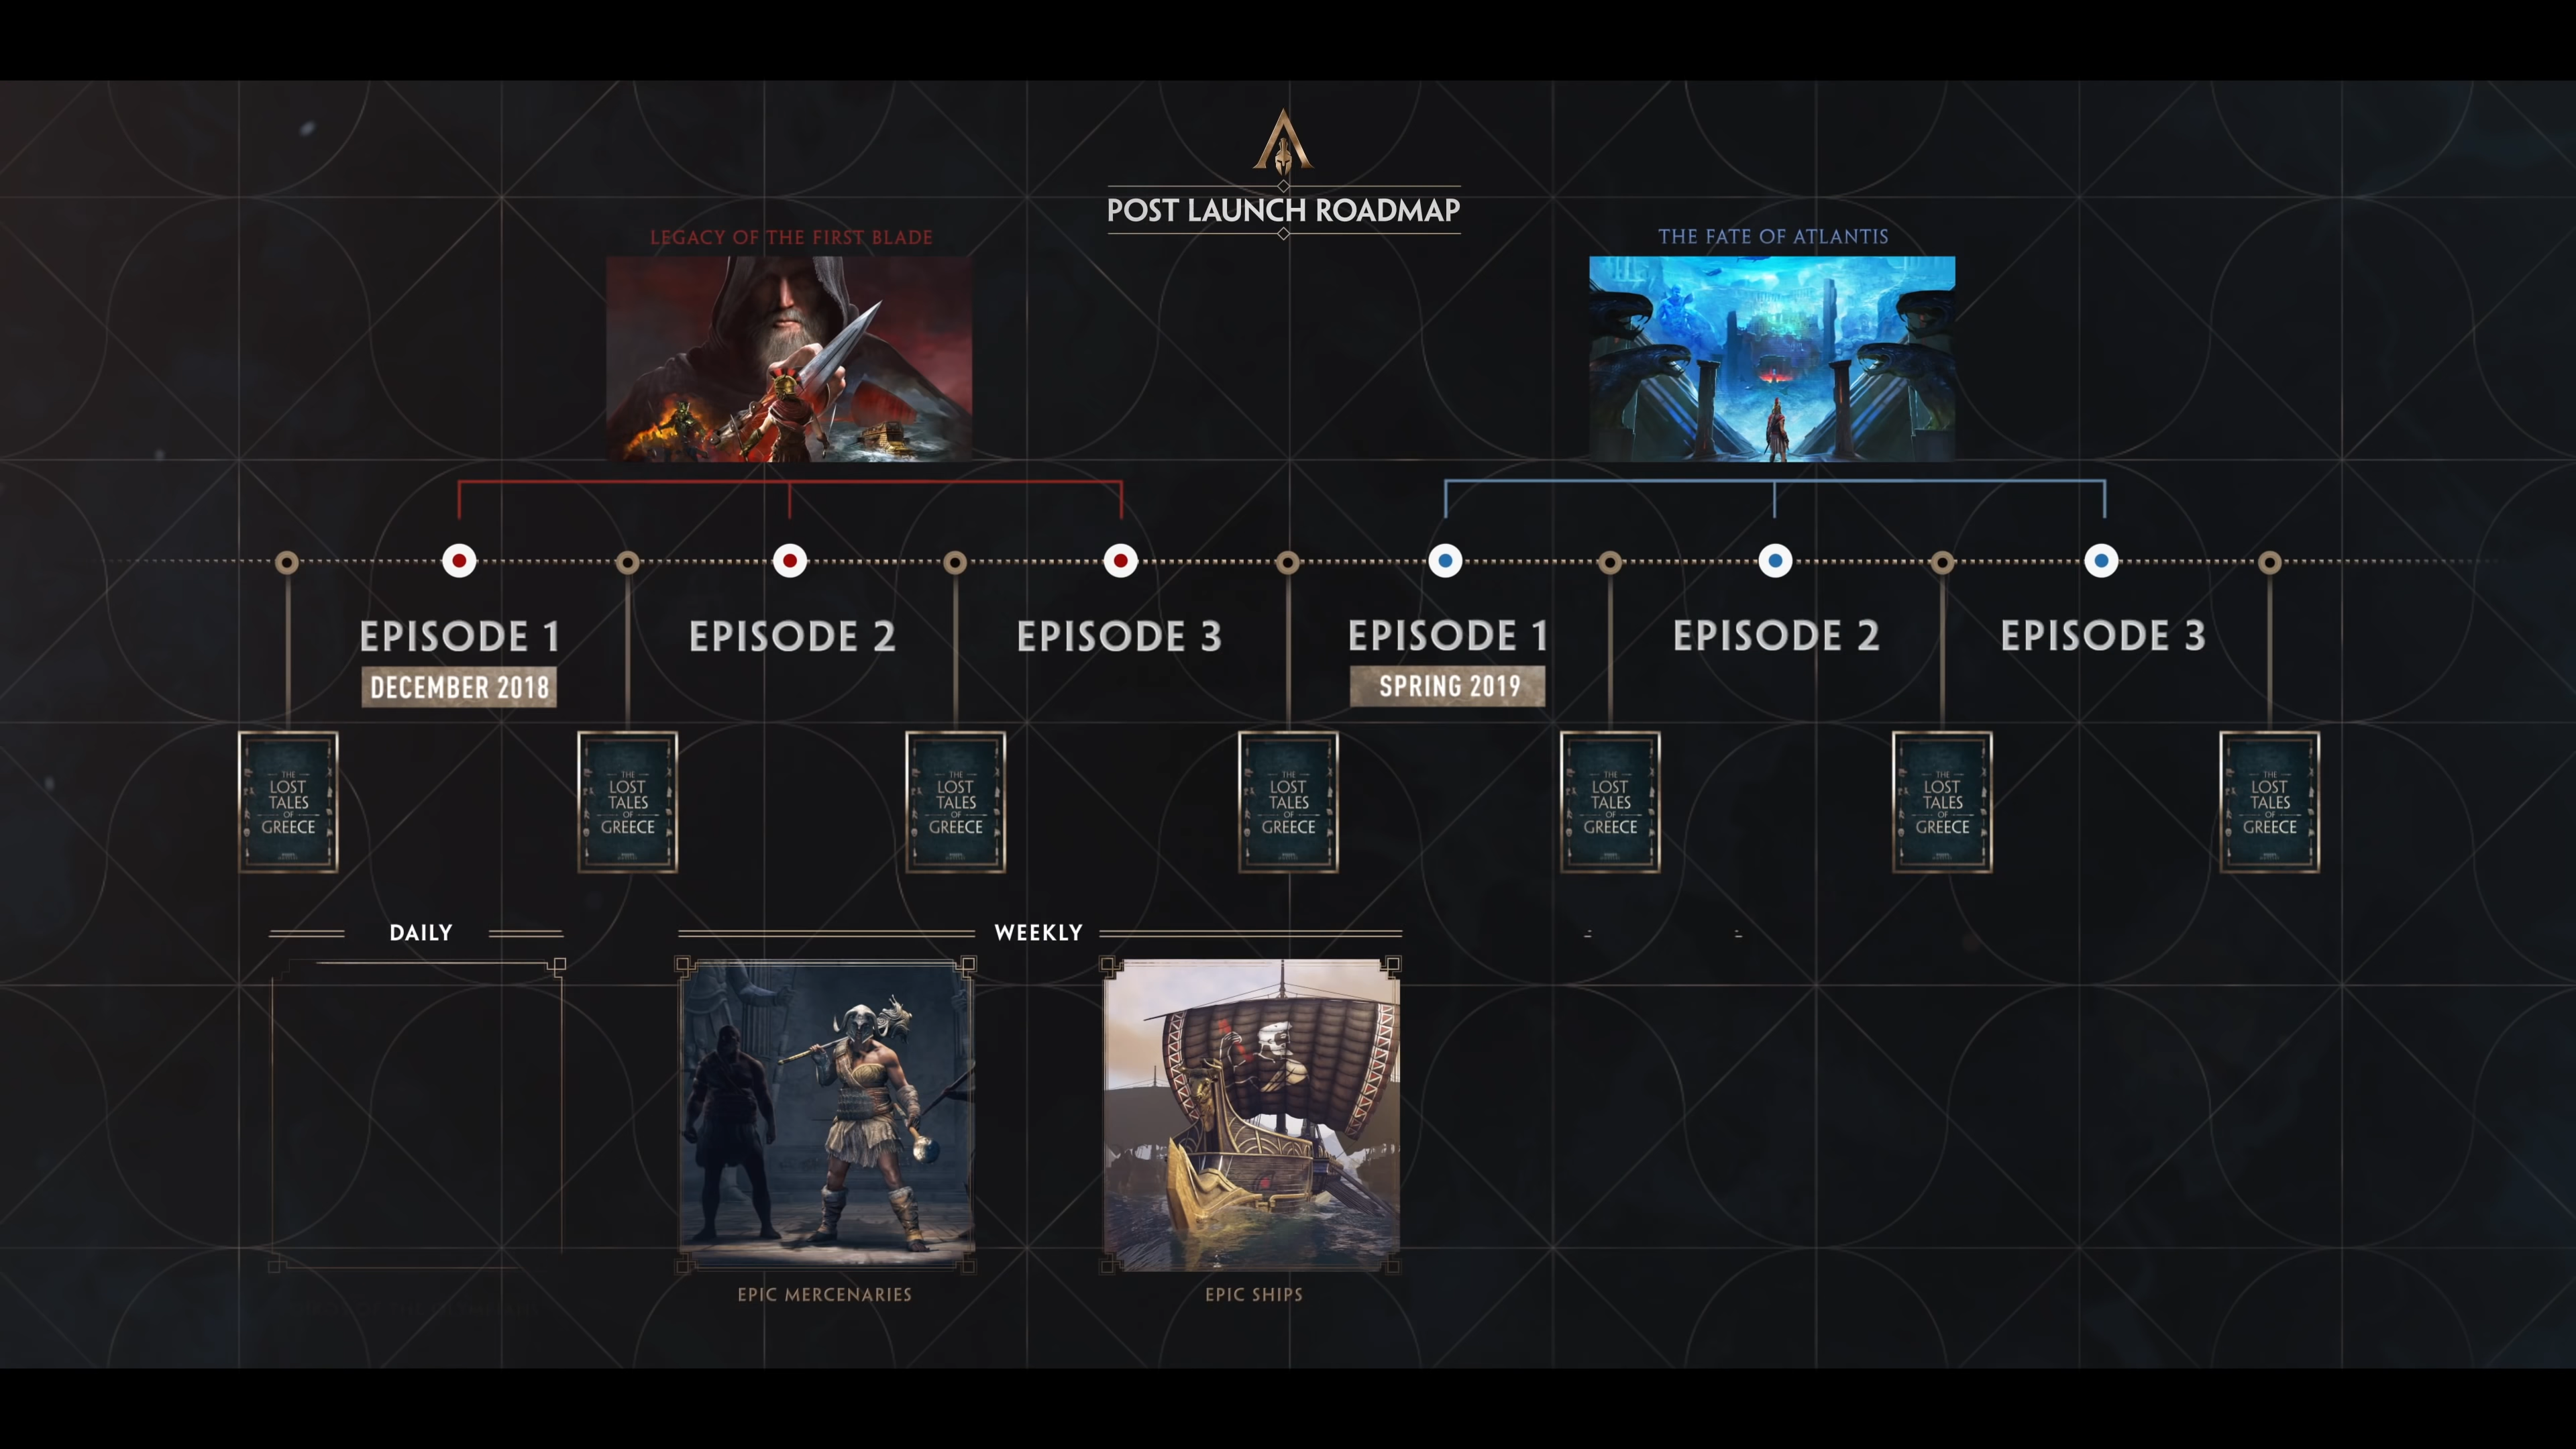 POST LAUNCH ROADMAP
LEGACY OF THE FIRST BLADE
THE FATE OF ATLANTIS
EPISODE 1
EPISODE 2
EPISODE 3
EPISODE 1
EPISODE 2
EPISODE 3
DECEMBER 2018
SPRING 2019
THE
LOST
TALES
OF
GREECE
THE
LOST
TALES
OF
GREECE
THE
LOST
TALES
OF
GREECE
THE
LOST
TALES
OF
GREECE
THE
LOST
TALES
OF
GREECE
THE
LOST
TALES
OF
GREECE
THE
LOST
TALES
OF
GREECE
DAILY
WEEKLY
EPIC MERCENARIES
EPIC SHIPS